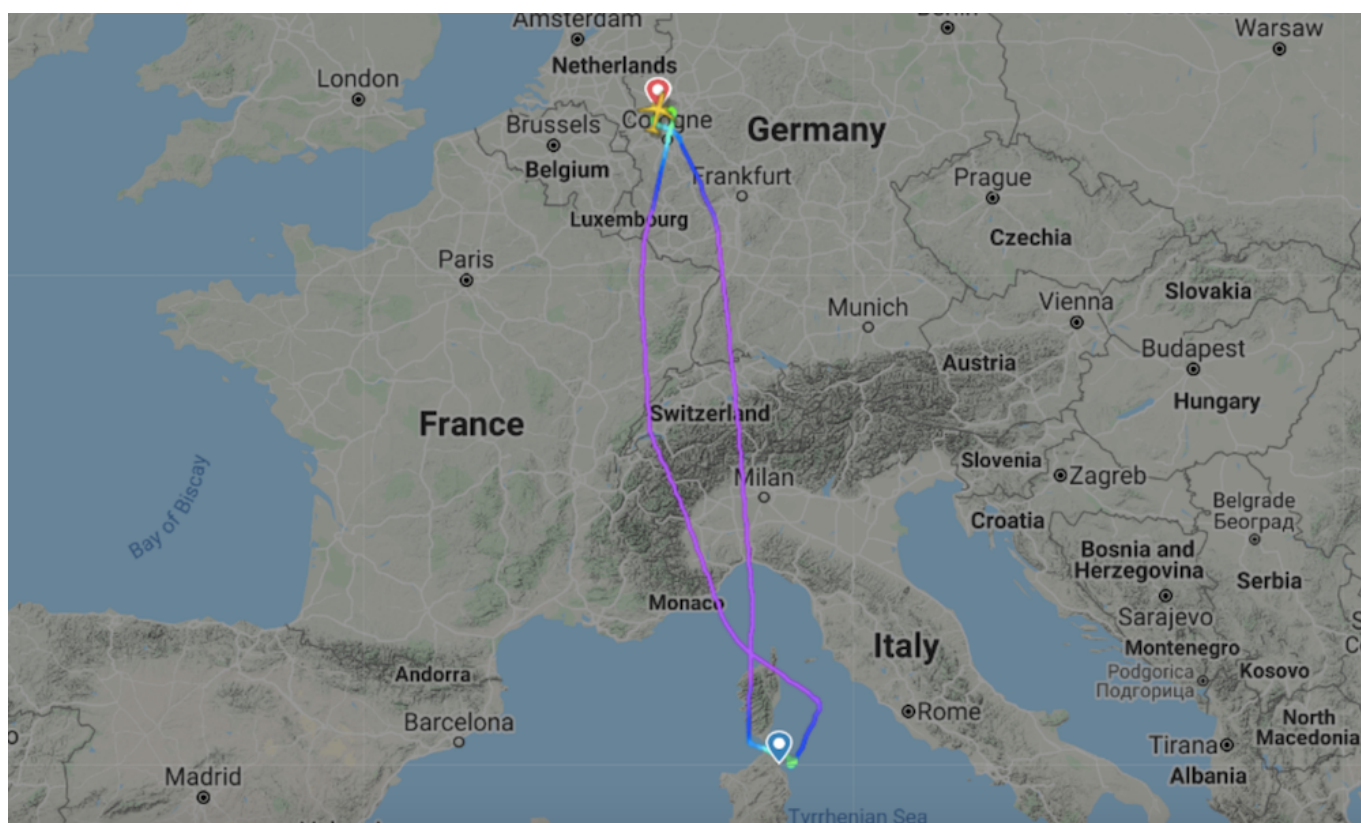 Amsterdam
Warsaw
London
Netherlands
Cologne
Brussels
Germany
Belgium
Frankfurt
Prague
Luxembourg
Czechia
Paris
Slovakia
Munich
Vienna
Budapest
Austria
Hungary
Switzerland
France
Slovenia
Zagreb
Milan
Belgrade
Београд
Bay of Biscay
Croatia
Bosnia and
Herzegovina
Serbia
Monaco
Sarajevo
Italy
Montenegro
Andorra
Podgorica
Подгорица
Kosovo
Rome
Barcelona
North
Macedonia
Tirana
Madrid
Albania
Tyrrhenian Sea